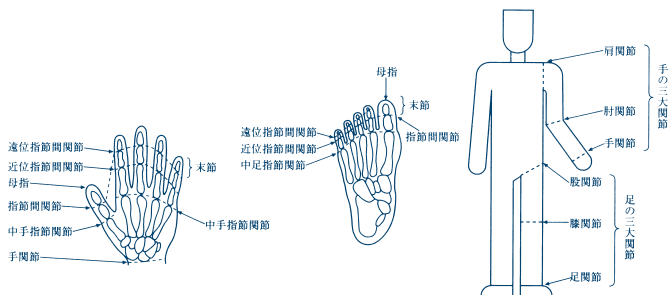 遠位指節間関節
近位指節間関節
母指
指節間関節
中手指節関節
手関節
末節
中手指節関節
母指
末節
遠位指節間関節
近位指節間関節
中足指節関節
指節間関節
肩関節
肘関節
手関節
手の三大関節
股関節
膝関節
足関節
足の三大関節